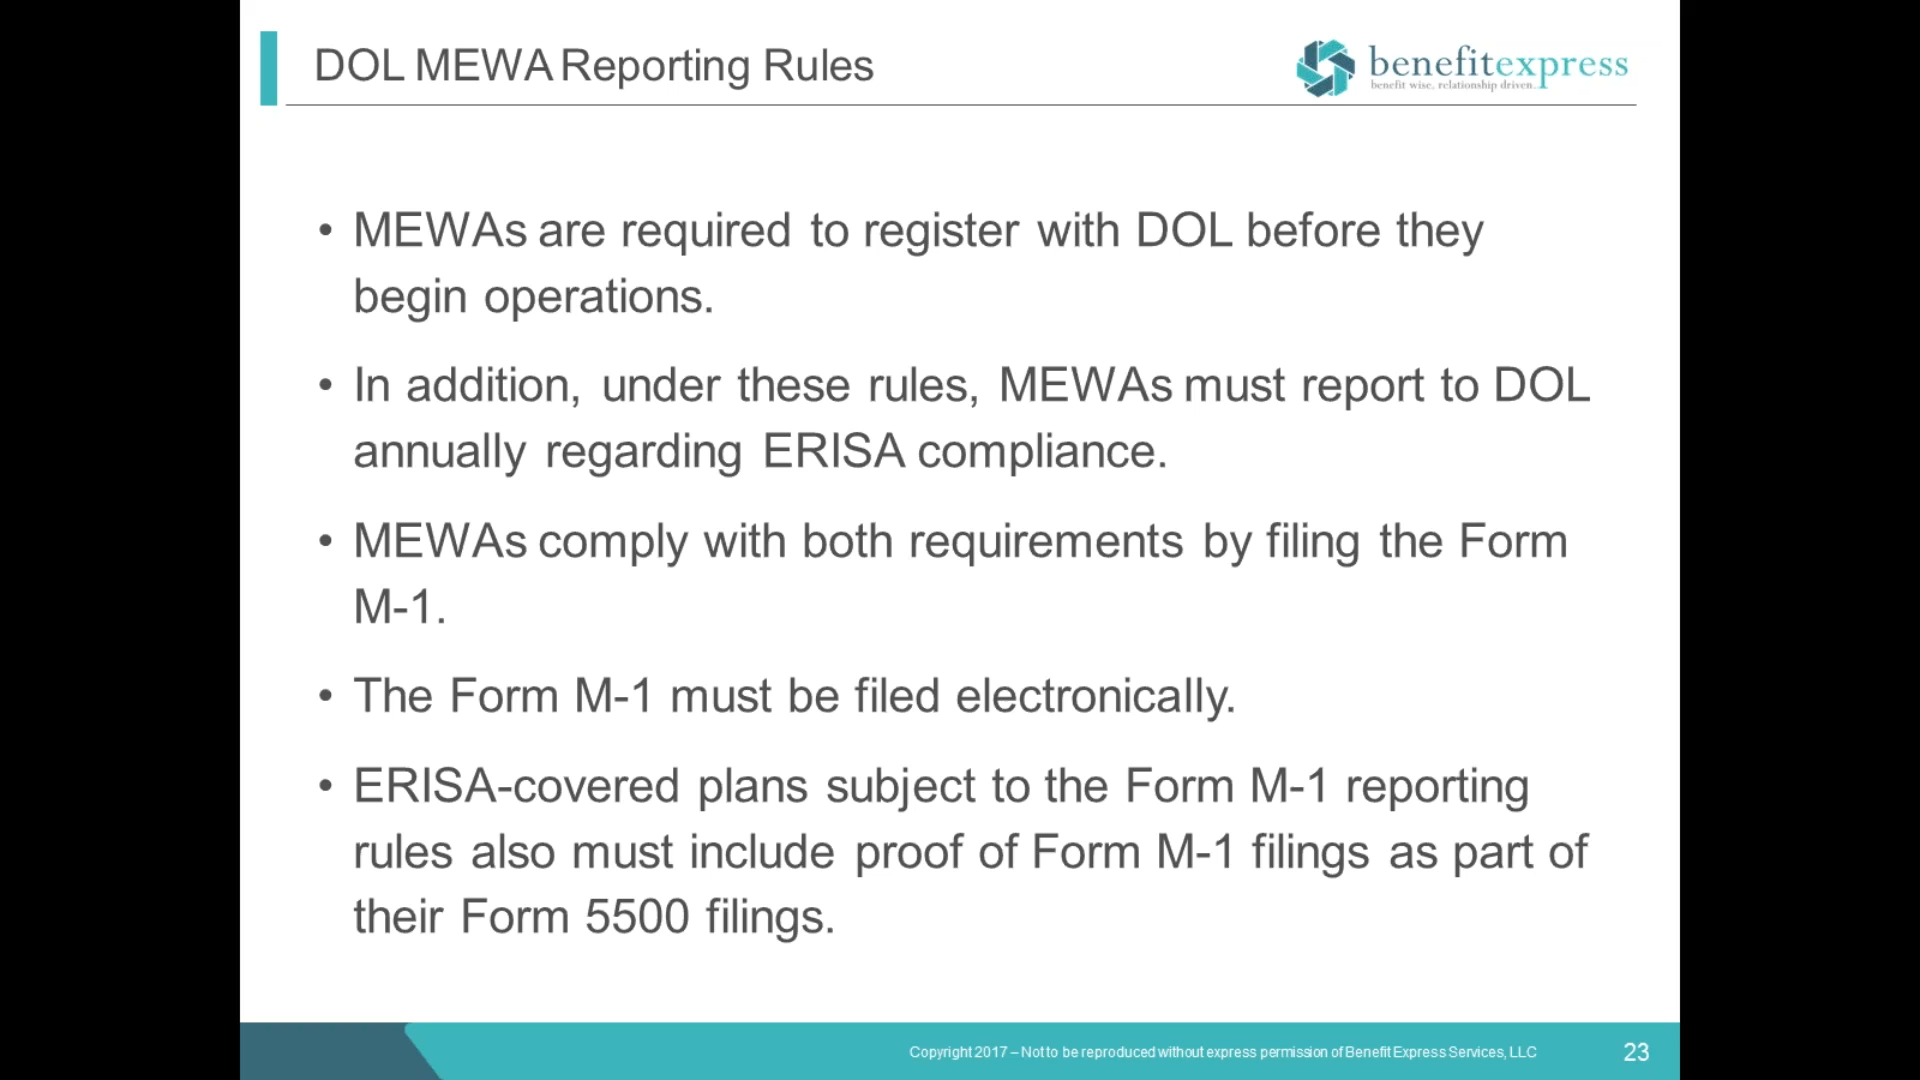 DOL MEWA Reporting Rules
benefitexpress
benefit wise. relationship driven.
• MEWAs are required to register with DOL before they
begin operations.
• In addition, under these rules, MEWAs must report to DOL
annually regarding ERISA compliance.
• MEWAs comply with both requirements by filing the Form
M-1.
• The Form M-1 must be filed electronically.
• ERISA-covered plans subject to the Form M-1 reporting
rules also must include proof of Form M-1 filings as part of
their Form 5500 filings.
Copyright 2017 – Not to be reproduced without express permission of Benefit Express Services, LLC
23